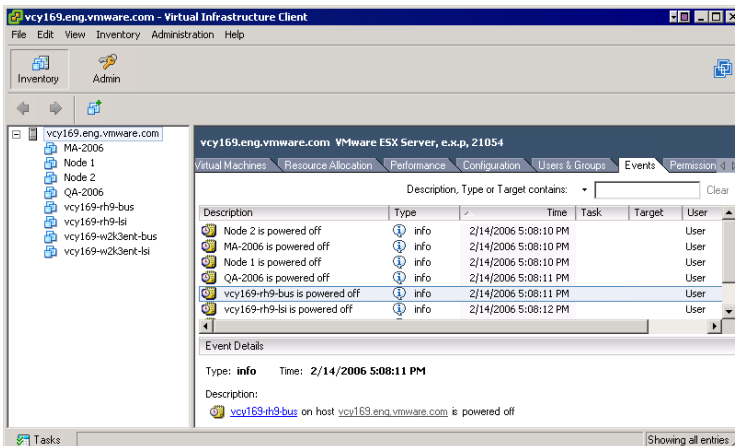 vcy169.eng.vmware.com - Virtual Infrastructure Client
File Edit View Inventory Administration Help
Inventory Admin
vcy169.eng.vmware.com
MA-2006
Node 1
Node 2
QA-2006
vcy169-rh9-bus
vcy169-rh9-lsi
vcy169-w2k3ent-bus
vcy169-w2k3ent-lsi
vcy169.eng.vmware.com VMware ESX Server, e.x.p, 21054
Virtual Machines Resource Allocation Performance Configuration Users & Groups Events Permission
Description, Type or Target contains: Clear
Description Type Time Task Target User
Node 2 is powered off info 2/14/2006 5:08:10 PM User
MA-2006 is powered off info 2/14/2006 5:08:10 PM User
Node 1 is powered off info 2/14/2006 5:08:10 PM User
QA-2006 is powered off info 2/14/2006 5:08:11 PM User
vcy169-rh9-bus is powered off info 2/14/2006 5:08:11 PM User
vcy169-rh9-lsi is powered off info 2/14/2006 5:08:12 PM User
Event Details
Type: info Time: 2/14/2006 5:08:11 PM
Description:
vcy169-rh9-bus on host vcy169.eng.vmware.com is powered off
Tasks Showing all entries